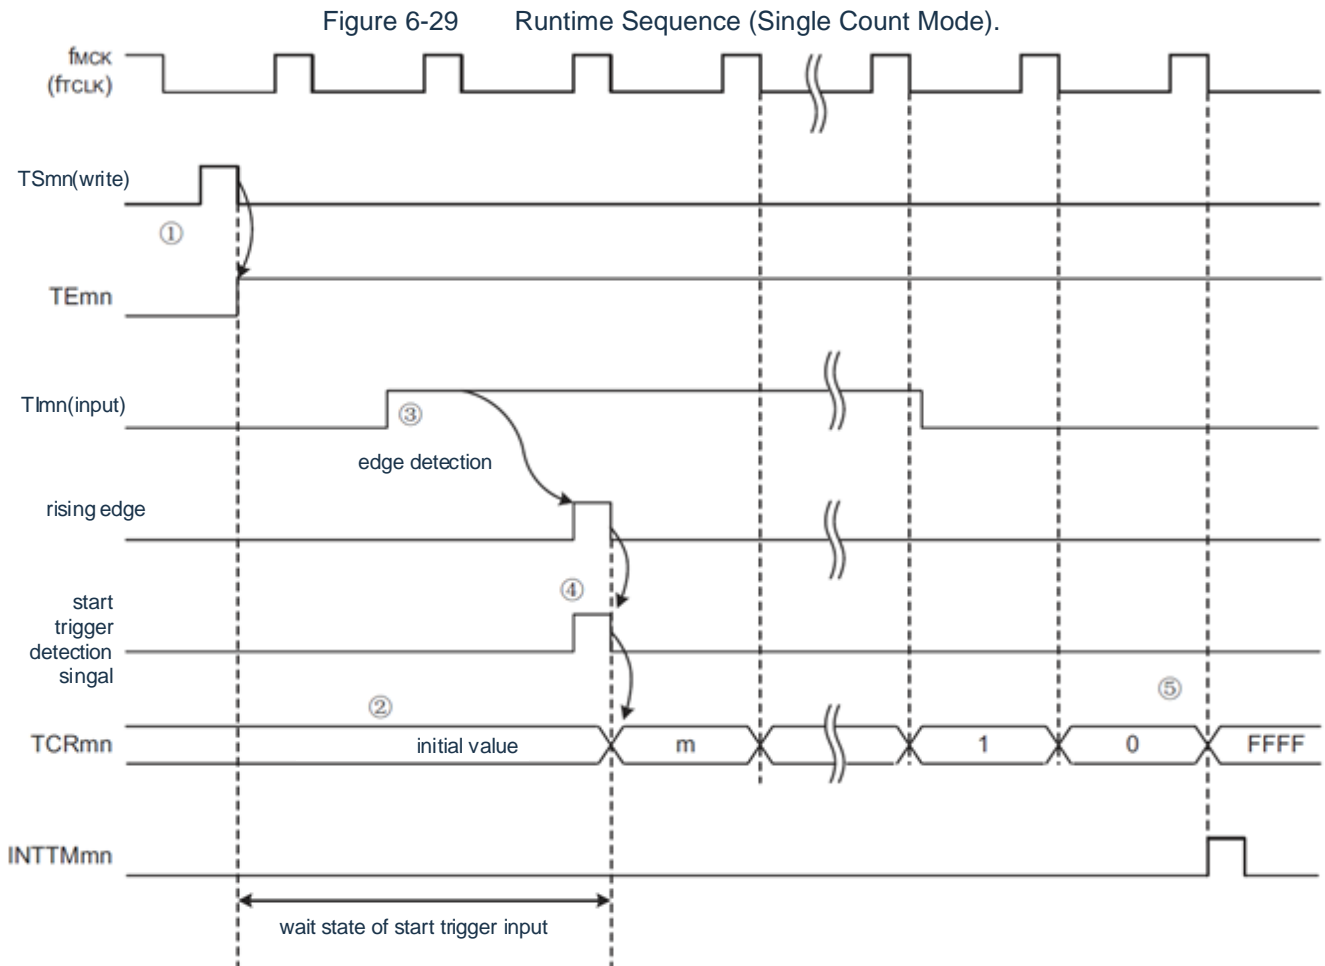 Figure 6-29 Runtime Sequence (Single Count Mode).
fMCK
(fTCLK)
TSmn(write)
①
TEmn
TImn(input)
③
edge detection
rising edge
④
start
trigger
detection
singal
⑤
②
TCRmn
initial value
m
1
0
FFFF
INTTMmn
wait state of start trigger input